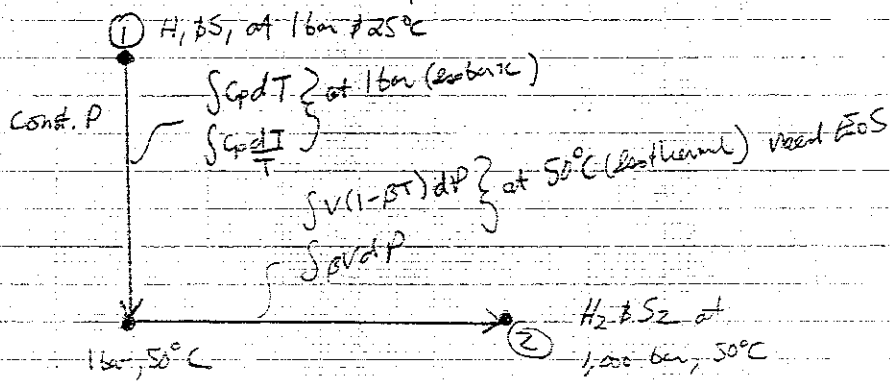 ① H, & S, at 1 bar & 25°C
Const. P
∫CpdT } at 1 bar (isobaric)
∫Cp dT/T
∫V(1-βT)dP } at 50°C (isothermal) need EoS
∫βVdP
1 bar, 50°C
② H2 & S2 at
1,000 bar, 50°C